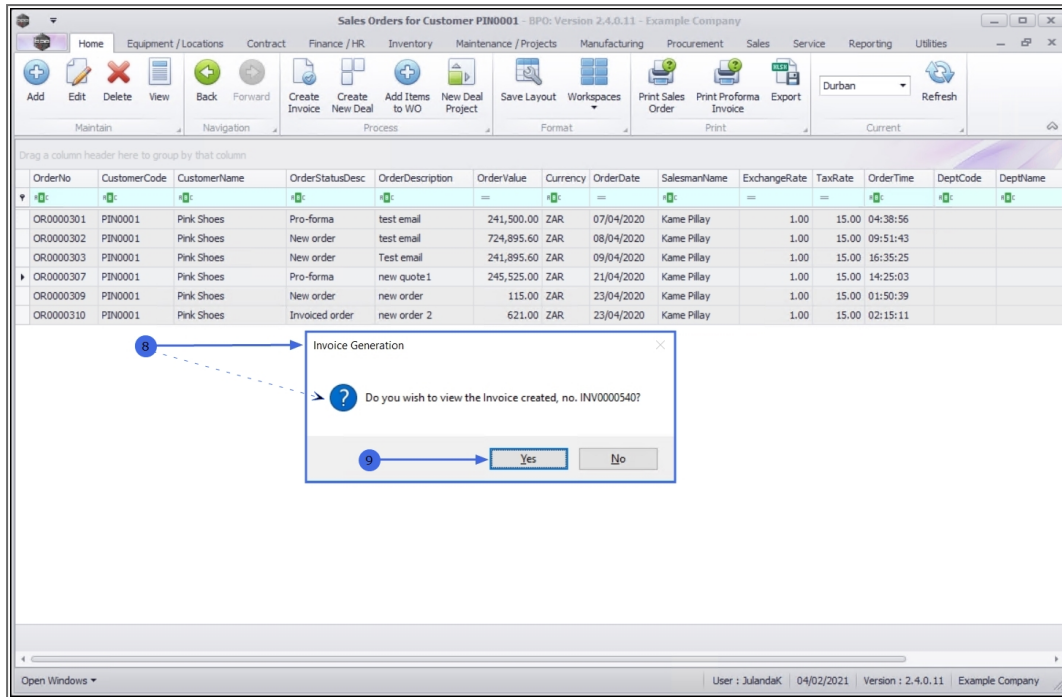 Sales Orders for Customer PIN0001 - BPO: Version 2.4.0.11 - Example Company
Home Equipment / Locations Contract Finance / HR Inventory Maintenance / Projects Manufacturing Procurement Sales Service Reporting Utilities
Add Edit Delete View Back Forward Create Invoice Create New Deal Add Items to WO New Deal Project Save Layout Workspaces Print Sales Order Print Proforma Invoice Export Durban Refresh
Maintain Navigation Process Format Print Current
Drag a column header here to group by that column
OrderNo CustomerCode CustomerName OrderStatusDesc OrderDescription OrderValue Currency OrderDate SalesmanName ExchangeRate TaxRate OrderTime DeptCode DeptName
OR0000301 PIN0001 Pink Shoes Pro-forma test email 241,500.00 ZAR 07/04/2020 Kame Pillay 1.00 15.00 04:38:56
OR0000302 PIN0001 Pink Shoes New order test email 724,895.60 ZAR 08/04/2020 Kame Pillay 1.00 15.00 09:51:43
OR0000303 PIN0001 Pink Shoes New order Test email 241,895.60 ZAR 09/04/2020 Kame Pillay 1.00 15.00 16:35:25
OR0000307 PIN0001 Pink Shoes Pro-forma new quote1 245,525.00 ZAR 21/04/2020 Kame Pillay 1.00 15.00 14:25:03
OR0000309 PIN0001 Pink Shoes New order new order 115.00 ZAR 23/04/2020 Kame Pillay 1.00 15.00 01:50:39
OR0000310 PIN0001 Pink Shoes Invoiced order new order 2 621.00 ZAR 23/04/2020 Kame Pillay 1.00 15.00 02:15:11
8 Invoice Generation
Do you wish to view the Invoice created, no. INV0000540?
9 Yes No
Open Windows User : JulandaK 04/02/2021 Version : 2.4.0.11 Example Company